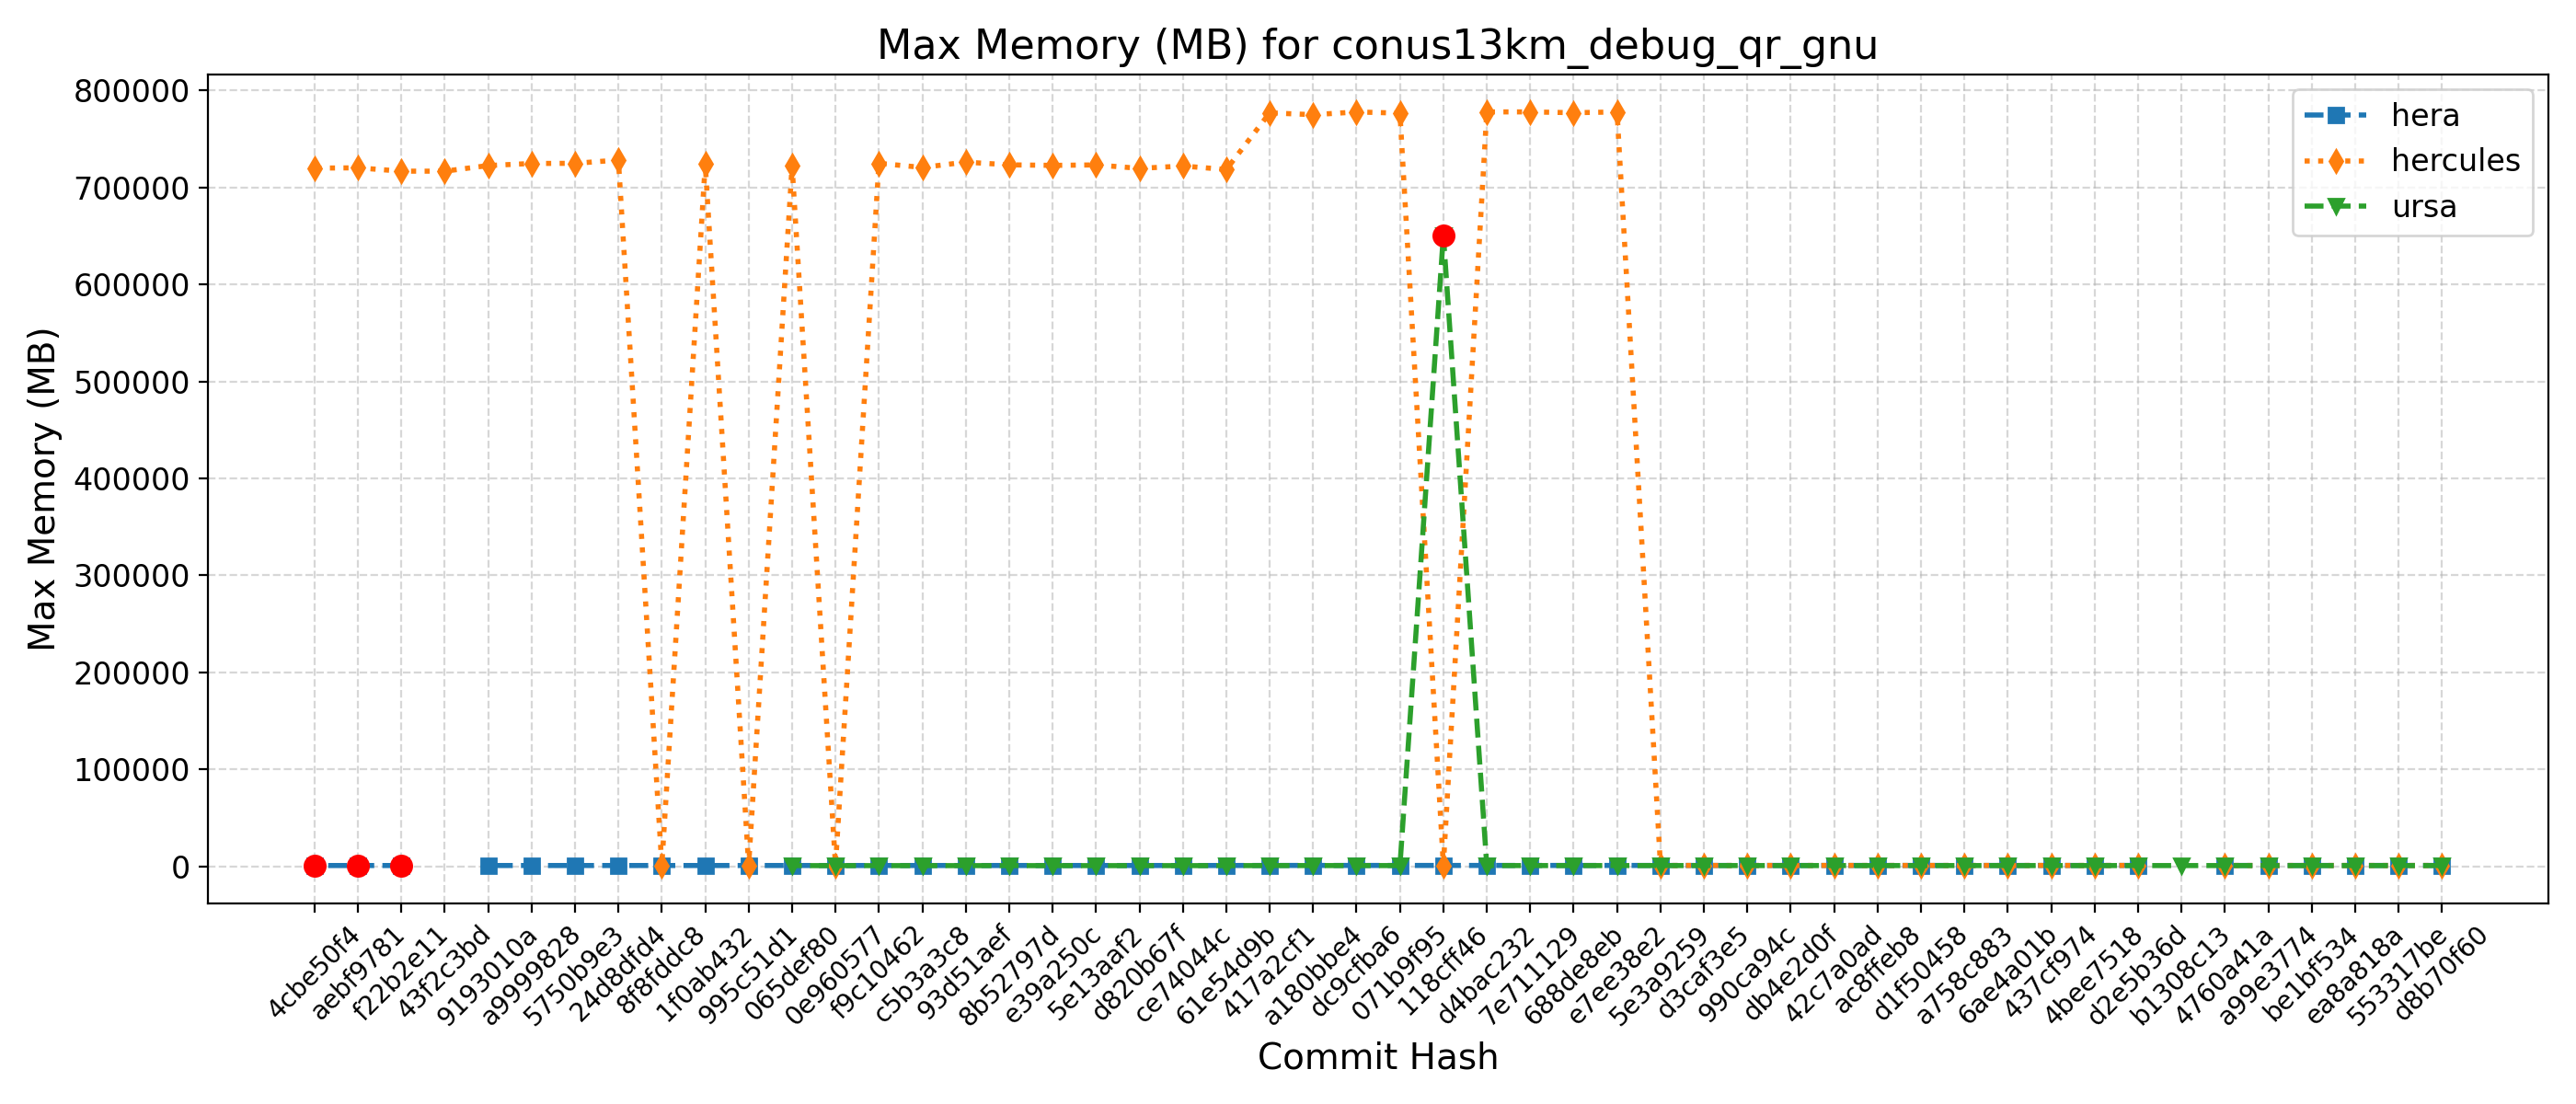 Max Memory (MB) for conus13km_debug_qr_gnu
Max Memory (MB)
800000
700000
600000
500000
400000
300000
200000
100000
0
hera
hercules
ursa
4cbe50f4
aebf9781
f22b2e11
43f2c3bd
9193010a
a9999828
5750b9e3
24d8dfd4
8f8fddc8
1f0ab432
995c51d1
065def80
0e960577
f9c10462
c5b3a3c8
93d51aef
8b52797d
e39a250c
5e13aaf2
d820b67f
ce74044c
61e54d9b
417a2cf1
a180bbe4
dc9cfba6
071b9f95
118cff46
d4bac232
7e711129
688de8eb
e7ee38e2
5e3a9259
d3caf3e5
990ca94c
db4e2d0f
42c7a0ad
ac8ffeb8
d1f50458
a758c883
6ae4a01b
437cf974
4bee7518
d2e5b36d
b1308c13
4760a41a
a99e3774
be1bf534
ea8a818a
553317be
d8b70f60
Commit Hash